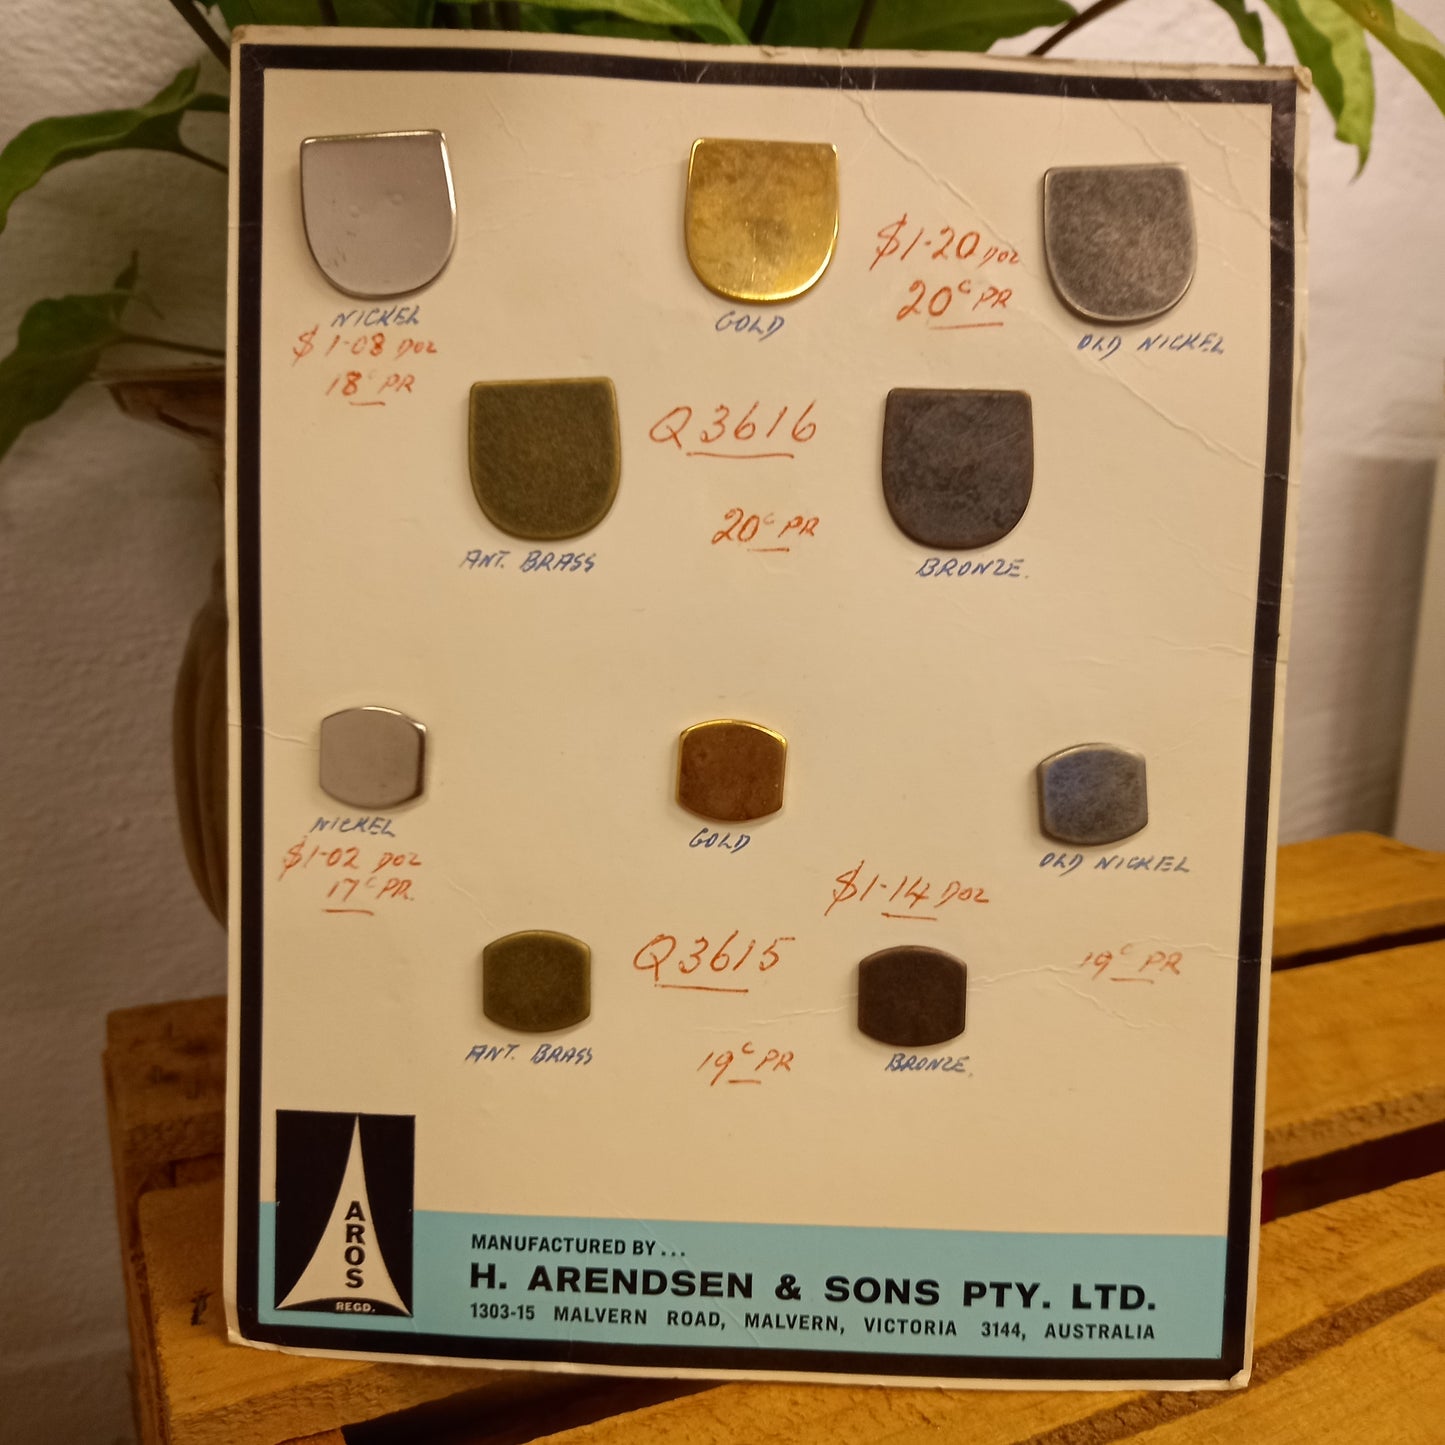 NICKEL
$1-08 DOZ
18c PR
GOLD
$1-20 DOZ
20c PR
OLD NICKEL
ANT. BRASS
Q3616
20c PR
BRONZE.
NICKEL
$1-02 DOZ
17c PR.
GOLD
OLD NICKEL
$1-14 DOZ
19c PR
ANT. BRASS
Q3615
19c PR
BRONZE.
AROS
REGD.
MANUFACTURED BY...
H. ARENDSEN & SONS PTY. LTD.
1303-15 MALVERN ROAD, MALVERN, VICTORIA 3144, AUSTRALIA